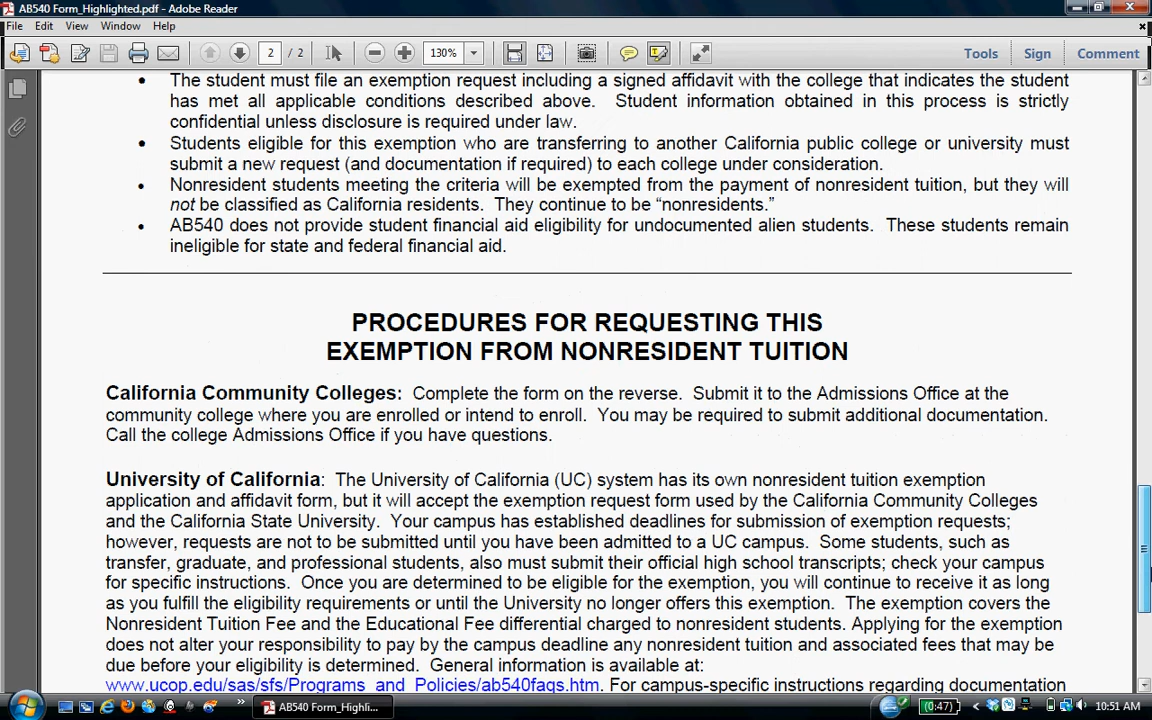 AB540 Form_Highlighted.pdf - Adobe Reader
File Edit View Window Help
2 / 2 130% Tools Sign Comment
• The student must file an exemption request including a signed affidavit with the college that indicates the student
has met all applicable conditions described above. Student information obtained in this process is strictly
confidential unless disclosure is required under law.
• Students eligible for this exemption who are transferring to another California public college or university must
submit a new request (and documentation if required) to each college under consideration.
• Nonresident students meeting the criteria will be exempted from the payment of nonresident tuition, but they will
not be classified as California residents. They continue to be “nonresidents.”
• AB540 does not provide student financial aid eligibility for undocumented alien students. These students remain
ineligible for state and federal financial aid.
PROCEDURES FOR REQUESTING THIS
EXEMPTION FROM NONRESIDENT TUITION
California Community Colleges: Complete the form on the reverse. Submit it to the Admissions Office at the
community college where you are enrolled or intend to enroll. You may be required to submit additional documentation.
Call the college Admissions Office if you have questions.
University of California: The University of California (UC) system has its own nonresident tuition exemption
application and affidavit form, but it will accept the exemption request form used by the California Community Colleges
and the California State University. Your campus has established deadlines for submission of exemption requests;
however, requests are not to be submitted until you have been admitted to a UC campus. Some students, such as
transfer, graduate, and professional students, also must submit their official high school transcripts; check your campus
for specific instructions. Once you are determined to be eligible for the exemption, you will continue to receive it as long
as you fulfill the eligibility requirements or until the University no longer offers this exemption. The exemption covers the
Nonresident Tuition Fee and the Educational Fee differential charged to nonresident students. Applying for the exemption
does not alter your responsibility to pay by the campus deadline any nonresident tuition and associated fees that may be
due before your eligibility is determined. General information is available at:
www.ucop.edu/sas/sfs/Programs_and_Policies/ab540faqs.htm. For campus-specific instructions regarding documentation
AB540 Form_Highli... (0:47) 10:51 AM